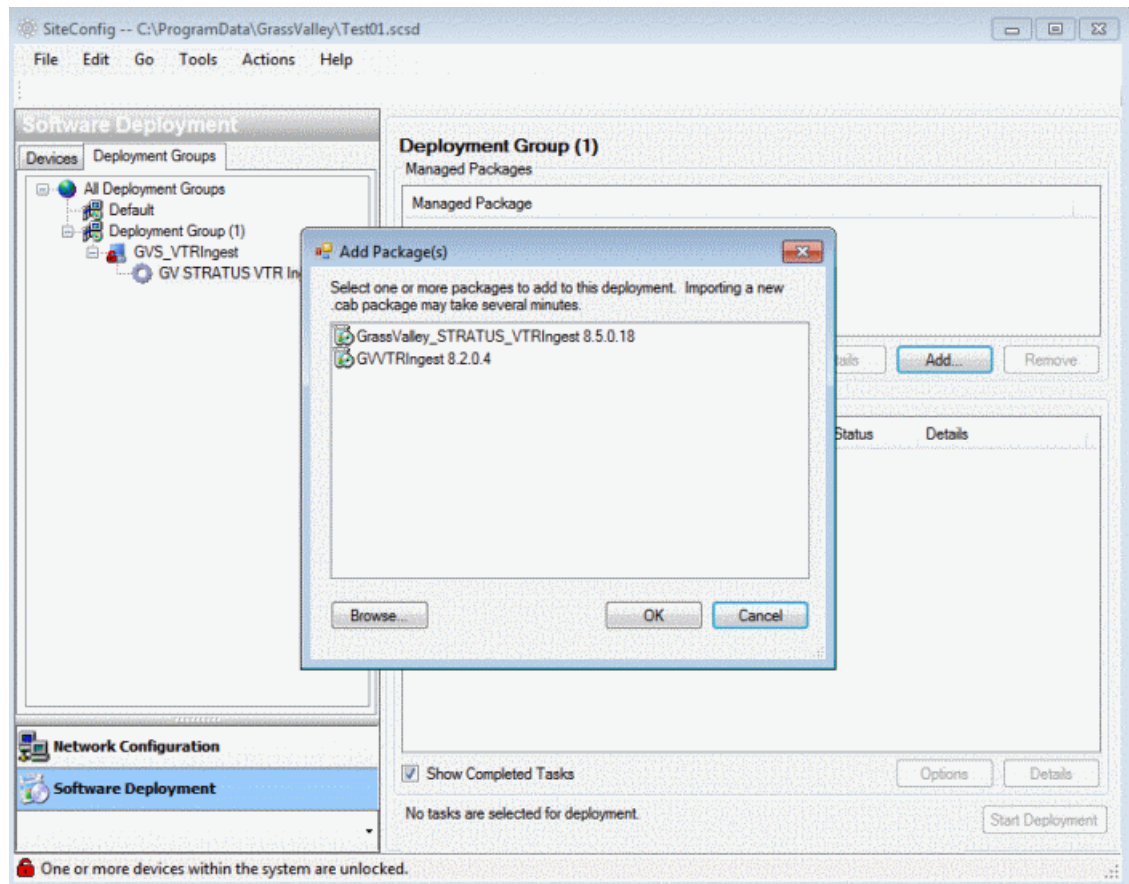 SiteConfig -- C:\ProgramData\GrassValley\Test01.scsd
File Edit Go Tools Actions Help
Software Deployment
Devices Deployment Groups
All Deployment Groups
Default
Deployment Group (1)
GVS_VTRIngest
GV STRATUS VTR
Deployment Group (1)
Managed Packages
Managed Package
Add Package(s)
Select one or more packages to add to this deployment. Importing a new
.cab package may take several minutes.
GrassValley_STRATUS_VTRIngest 8.5.0.18
GVVTRIngest 8.2.0.4
Browse... OK Cancel
Add... Remove
Status Details
Network Configuration
Software Deployment
Show Completed Tasks
Options Details
No tasks are selected for deployment.
Start Deployment
One or more devices within the system are unlocked.